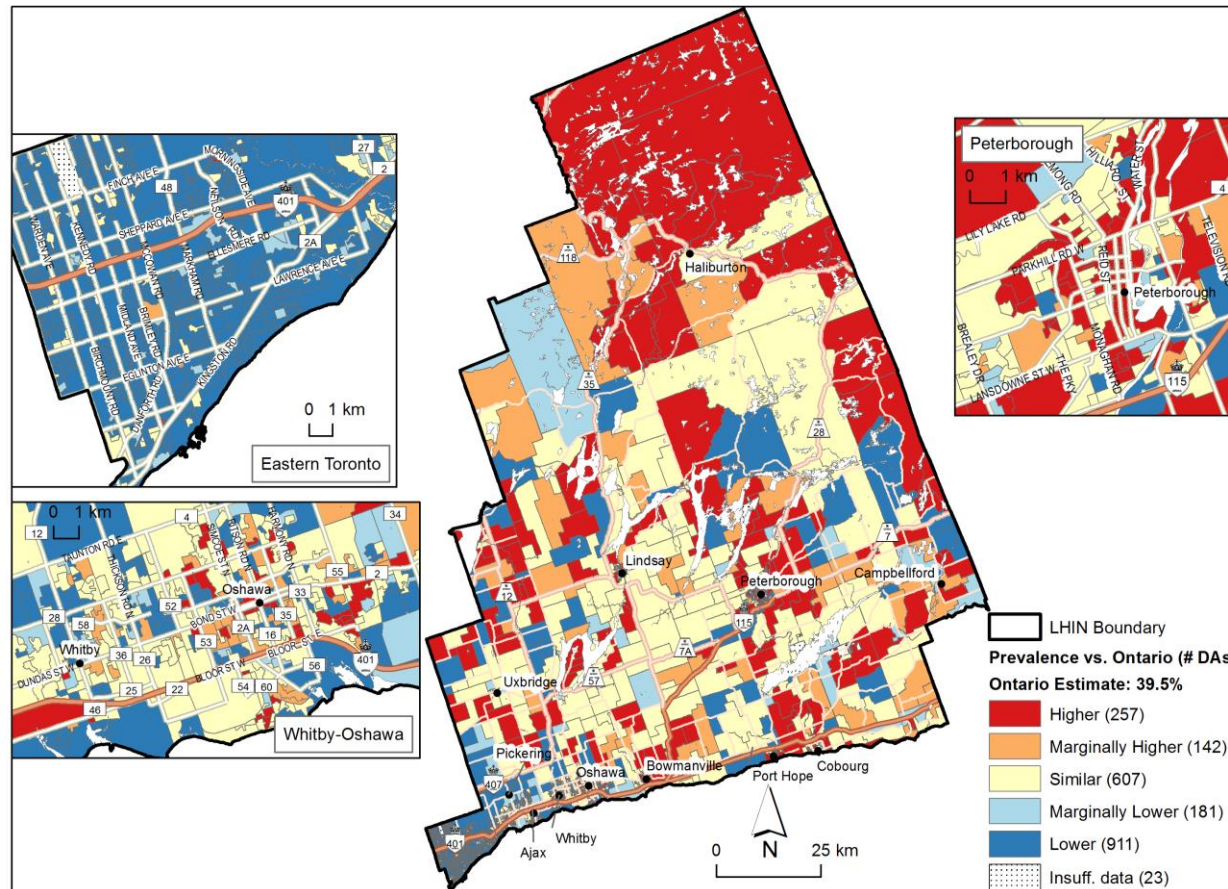 FINCH AVE E
MORNINGSIDE AVE
27
2
48
NEILSON RD
401
SHEPPARD AVE E
WARDEN AVE
KENNEDY RD
MCCOWAN RD
MARKHAM RD
ELLESMERE RD
2A
LAWRENCE AVE E
MIDLAND AVE
BRIMLEY RD
BIRCHMOUNT RD
EGLINTON AVE E
DANFORTH RD
KINGSTON RD
0 1 km
Eastern Toronto
0 1 km
12
4
34
TAUNTON RD E
SIMCOE ST N
RITSON RD N
HARMONY RD N
THICKSON RD N
55
2
Oshawa
33
28
52
58
BOND ST W
35
2A
53
16
Whitby
36
26
BLOOR ST E
401
DUNDAS ST W
BLOOR ST W
56
25
22
54
60
46
Whitby-Oshawa
118
Haliburton
35
28
7
Lindsay
12
Peterborough
Campbellford
115
7A
57
Uxbridge
Pickering
Oshawa
Bowmanville
407
Port Hope
Cobourg
401
Ajax
Whitby
N
0 25 km
Peterborough
0 1 km
HILLIARD ST
WATER ST
4
LILY LAKE RD
TELEVISION RD
PARKHILL RD W
REID ST
Peterborough
BREALEY DR
MONAGHAN RD
THE PKY
LANSDOWNE ST W
115
LHIN Boundary
Prevalence vs. Ontario (# DAs
Ontario Estimate: 39.5%
Higher (257)
Marginally Higher (142)
Similar (607)
Marginally Lower (181)
Lower (911)
Insuff. data (23)